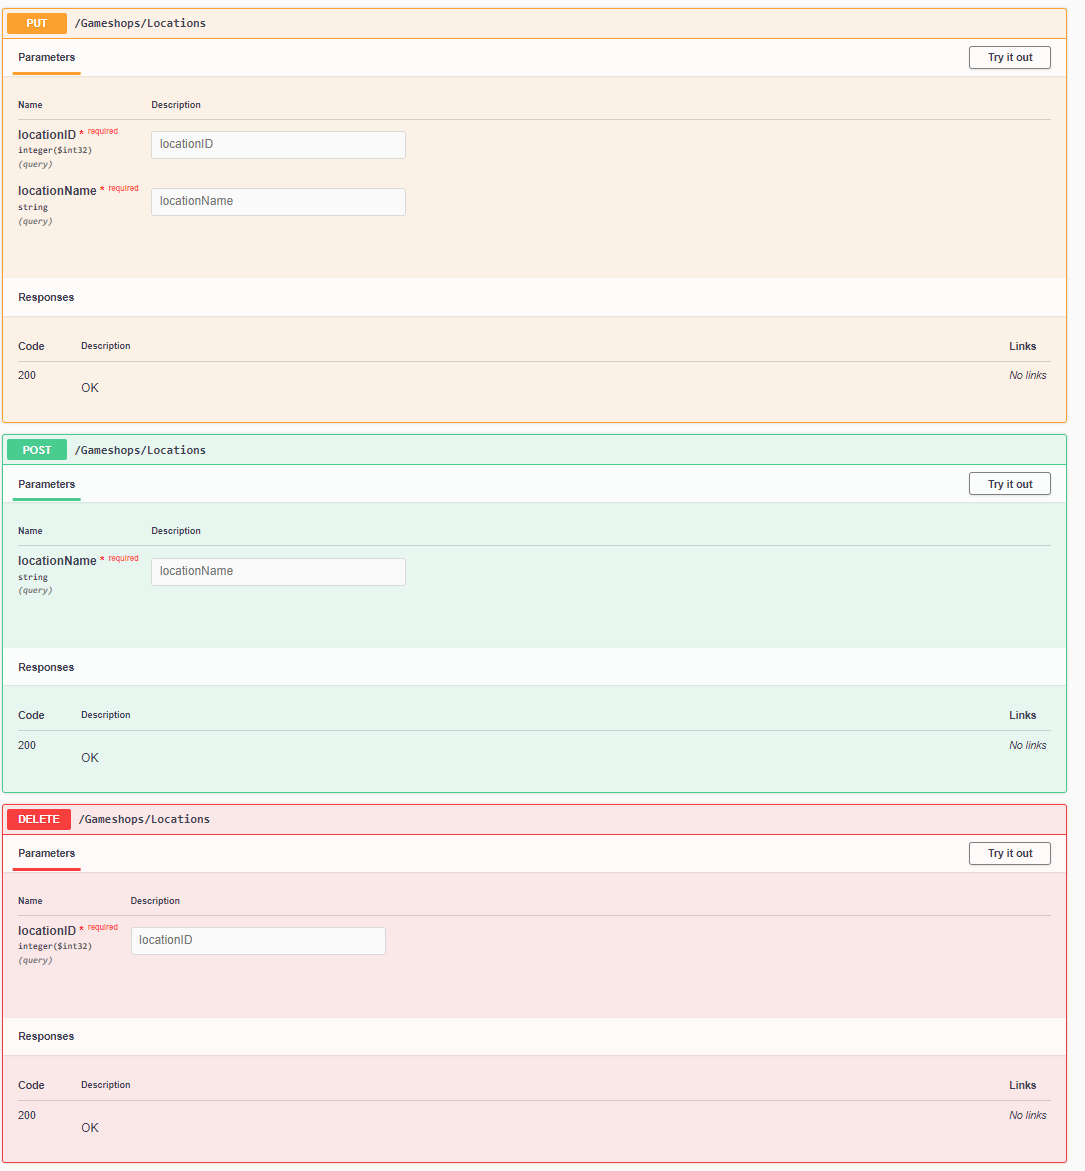 PUT /Gameshops/Locations
Parameters Try it out
Name Description
locationID * required locationID
integer($int32)
(query)
locationName * required locationName
string
(query)
Responses
Code Description Links
200 No links
OK
POST /Gameshops/Locations
Parameters Try it out
Name Description
locationName * required locationName
string
(query)
Responses
Code Description Links
200 No links
OK
DELETE /Gameshops/Locations
Parameters Try it out
Name Description
locationID * required locationID
integer($int32)
(query)
Responses
Code Description Links
200 No links
OK